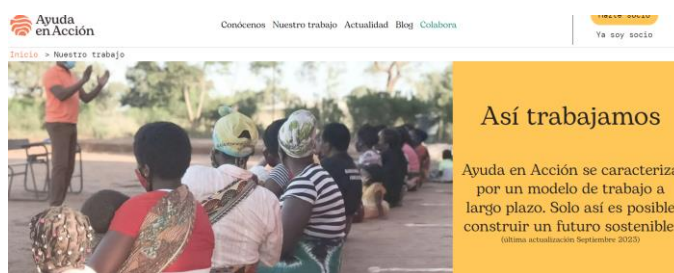 Ayuda
en Acción
Conócenos Nuestro trabajo Actualidad Blog Colabora
Hazte socio
Ya soy socio
Inicio > Nuestro trabajo
Así trabajamos
Ayuda en Acción se caracteriza
por un modelo de trabajo a
largo plazo. Solo así es posible
construir un futuro sostenible
(última actualización Septiembre 2023)